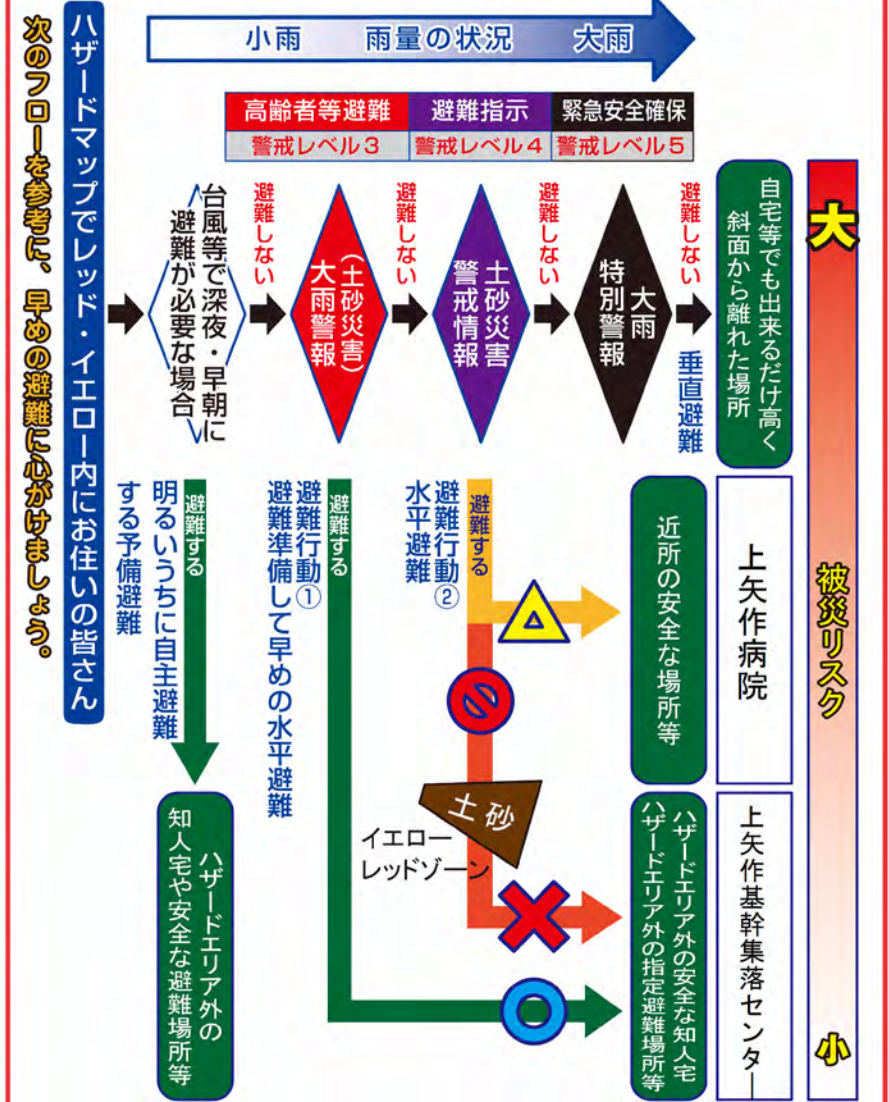 次のフローを参考に、早めの避難に心がけましょう。
ハザードマップでレッド・イエロー内にお住いの皆さん
小雨 雨量の状況 大雨
高齢者等避難 避難指示 緊急安全確保
警戒レベル3 警戒レベル4 警戒レベル5
台風等で深夜・早朝に
避難が必要な場合
避難しない
(土砂災害)
大雨警報
避難しない
土砂災害
警戒情報
避難しない
大雨
特別警報
避難しない
垂直避難
自宅等でも出来るだけ高く
斜面から離れた場所
大
被災リスク
小
避難する
明るいうちに自主避難
する予備避難
ハザードエリア外の
知人宅や安全な避難場所等
避難する
避難行動①
避難準備して早めの水平避難
避難する
避難行動②
水平避難
近所の安全な場所等
上矢作病院
土砂
イエロー
レッドゾーン
ハザードエリア外の安全な知人宅
ハザードエリア外の指定避難場所等
上矢作基幹集落センター